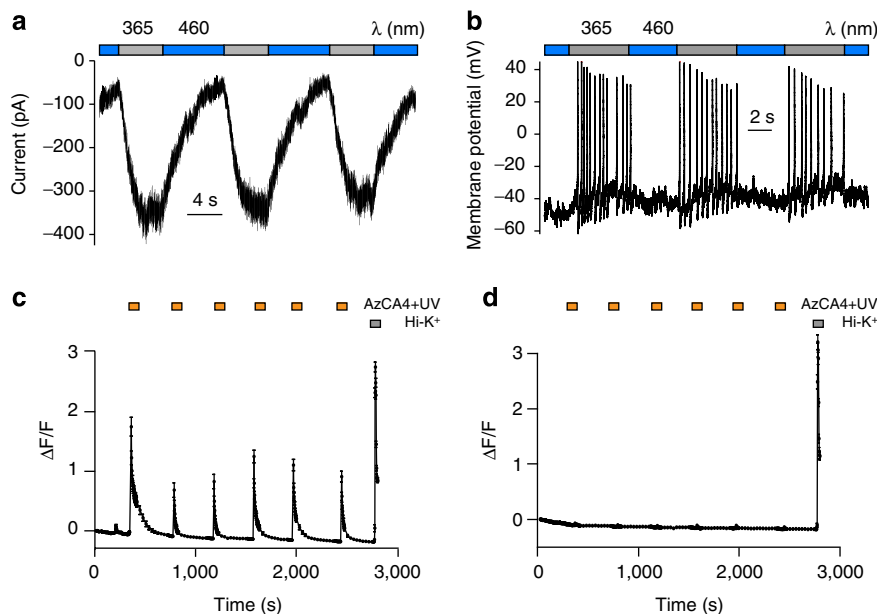 a
365 460 λ (nm)
0
–100
–200
–300
–400
Current (pA)
4 s
b
365 460 λ (nm)
40
20
0
–20
–40
–60
Membrane potential (mV)
2 s
c
AzCA4+UV
Hi-K+
3
2
1
0
ΔF/F
0 1,000 2,000 3,000
Time (s)
d
AzCA4+UV
Hi-K+
3
2
1
0
ΔF/F
0 1,000 2,000 3,000
Time (s)